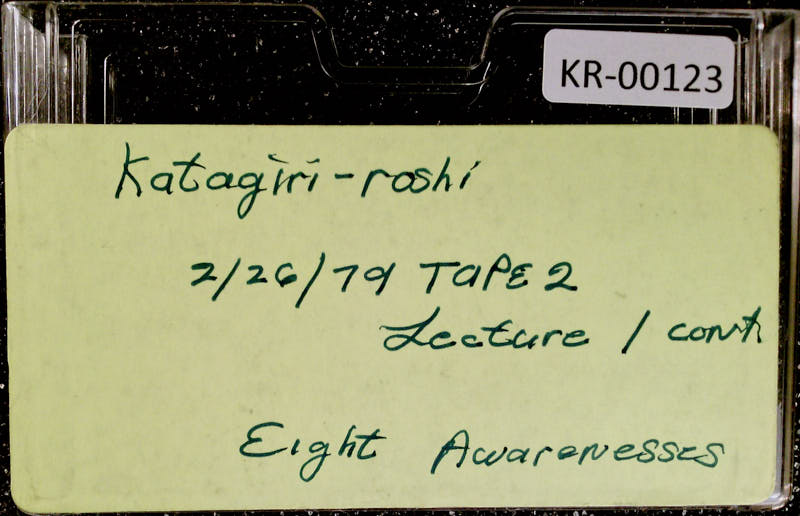 KR-00123
Katagiri-roshi
2/26/79 TAPE 2
Lecture / cont
Eight Awarenesses